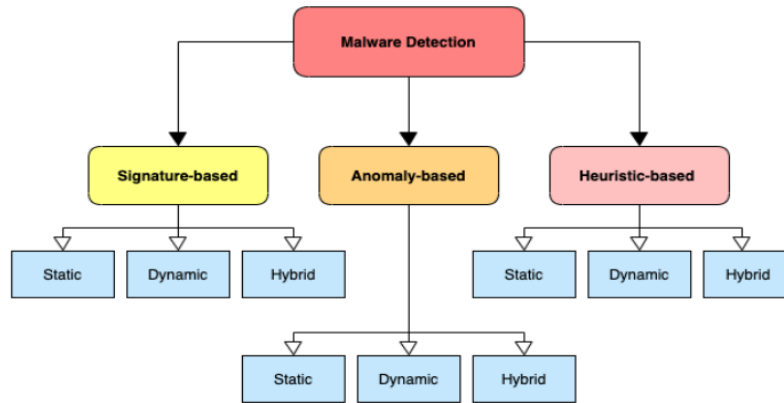 Malware Detection
Signature-based
Anomaly-based
Heuristic-based
Static
Dynamic
Hybrid
Static
Dynamic
Hybrid
Static
Dynamic
Hybrid